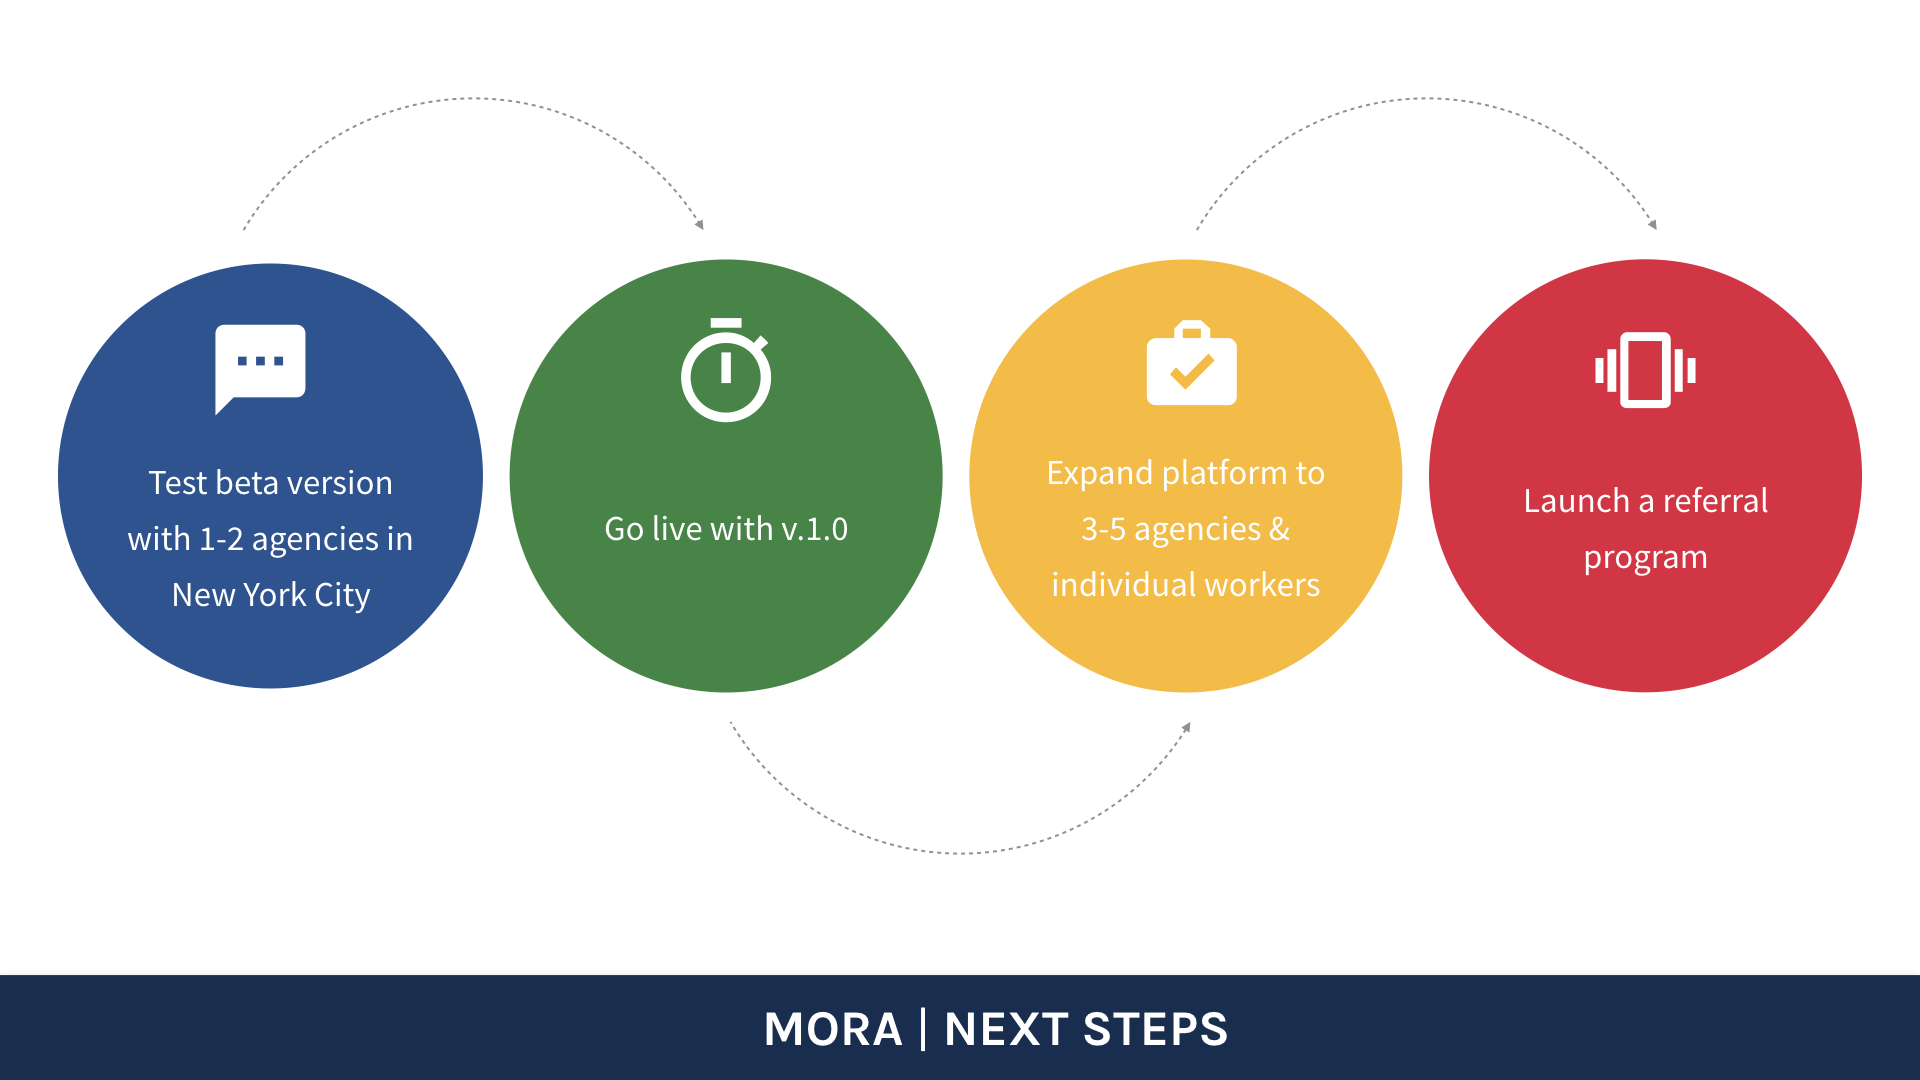 Test beta version
with 1-2 agencies in
New York City
Go live with v.1.0
Expand platform to
3-5 agencies &
individual workers
Launch a referral
program
MORA | NEXT STEPS